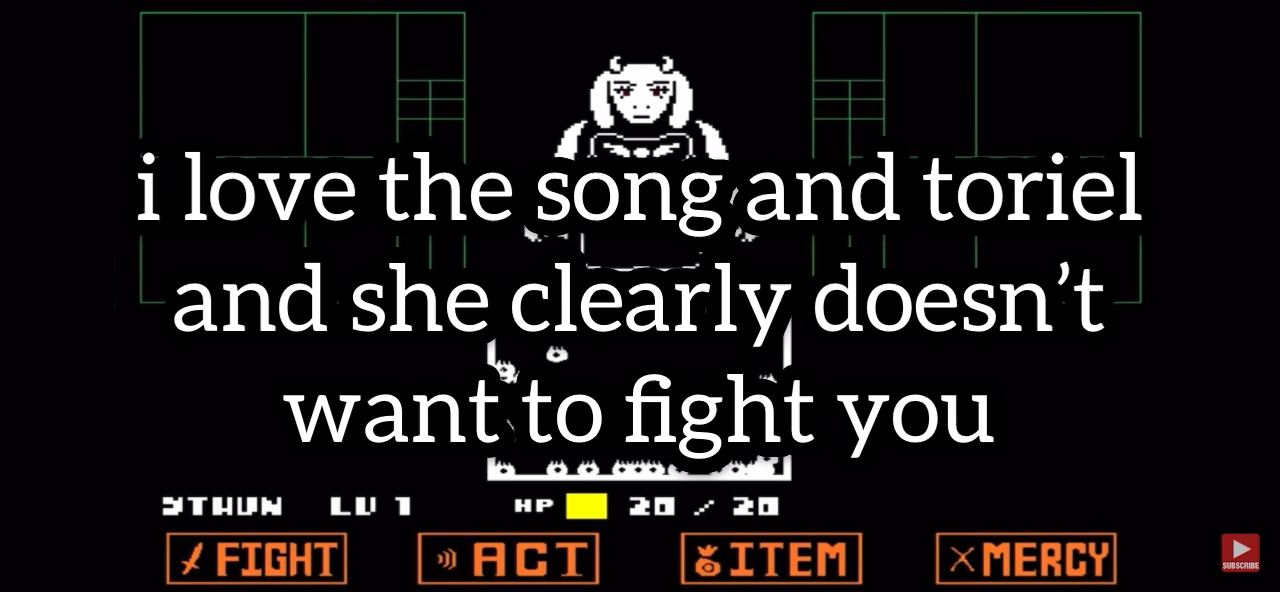 i love the song and toriel
and she clearly doesn't
want to fight you
LV 1 HP 20 / 20
FIGHT ACT ITEM MERCY
SUBSCRIBE